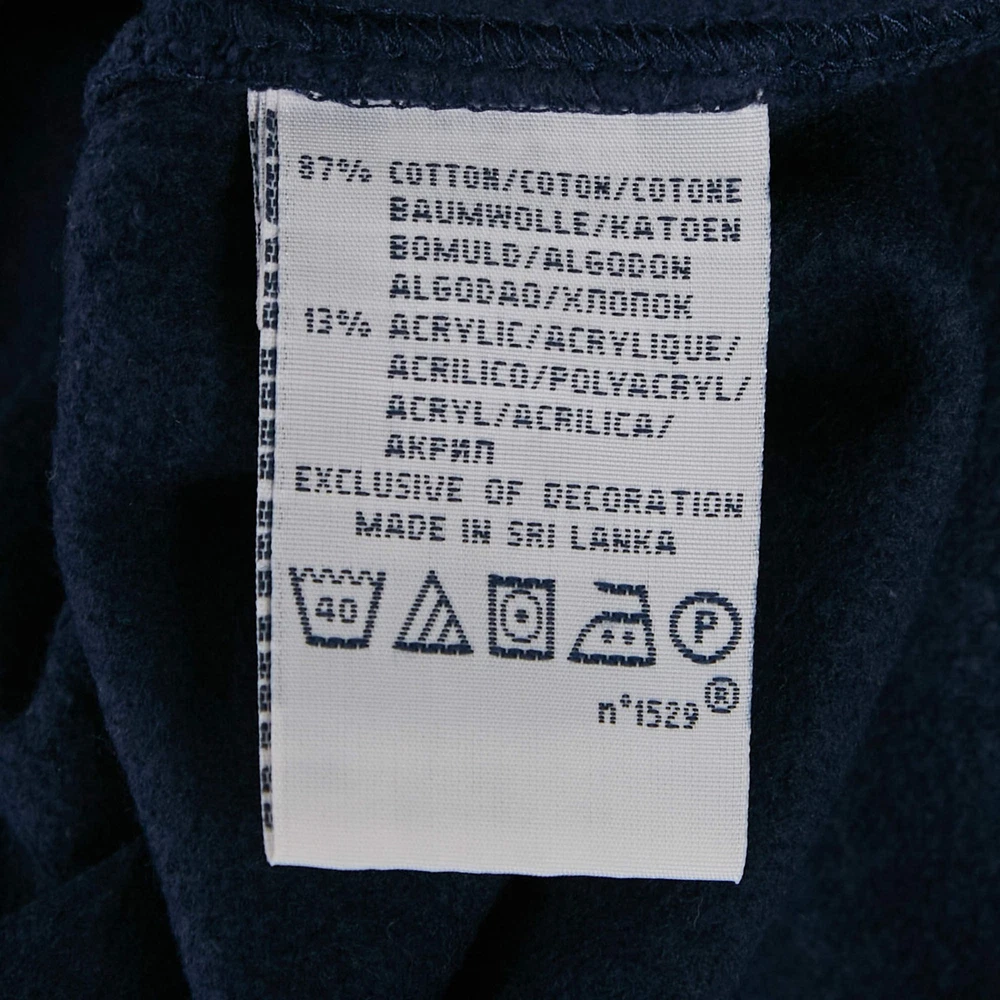 87% COTTON/COTON/COTONE
BAUMWOLLE/KATOEN
BOMULD/ALGODON
ALGODAO/ХЛОПОК
13% ACRYLIC/ACRYLIQUE/
ACRILICO/POLYACRYL/
ACRYL/ACRILICA/
АКРИЛ
EXCLUSIVE OF DECORATION
MADE IN SRI LANKA
40 P
n°1529®